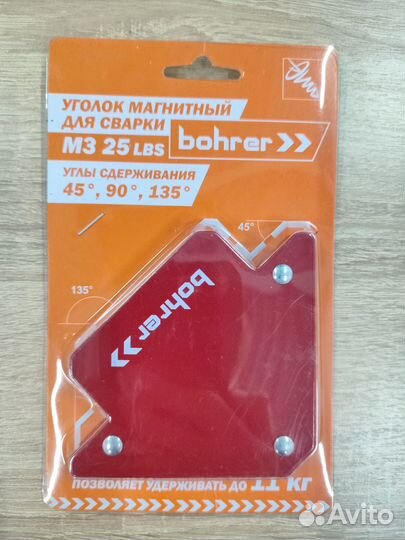 УГОЛОК МАГНИТНЫЙ
ДЛЯ СВАРКИ
М3 25 LBS
bohrer
УГЛЫ СДЕРЖИВАНИЯ
45°, 90°, 135°
45°
135°
bohrer
ПОЗВОЛЯЕТ УДЕРЖИВАТЬ ДО 11 КГ
Avito